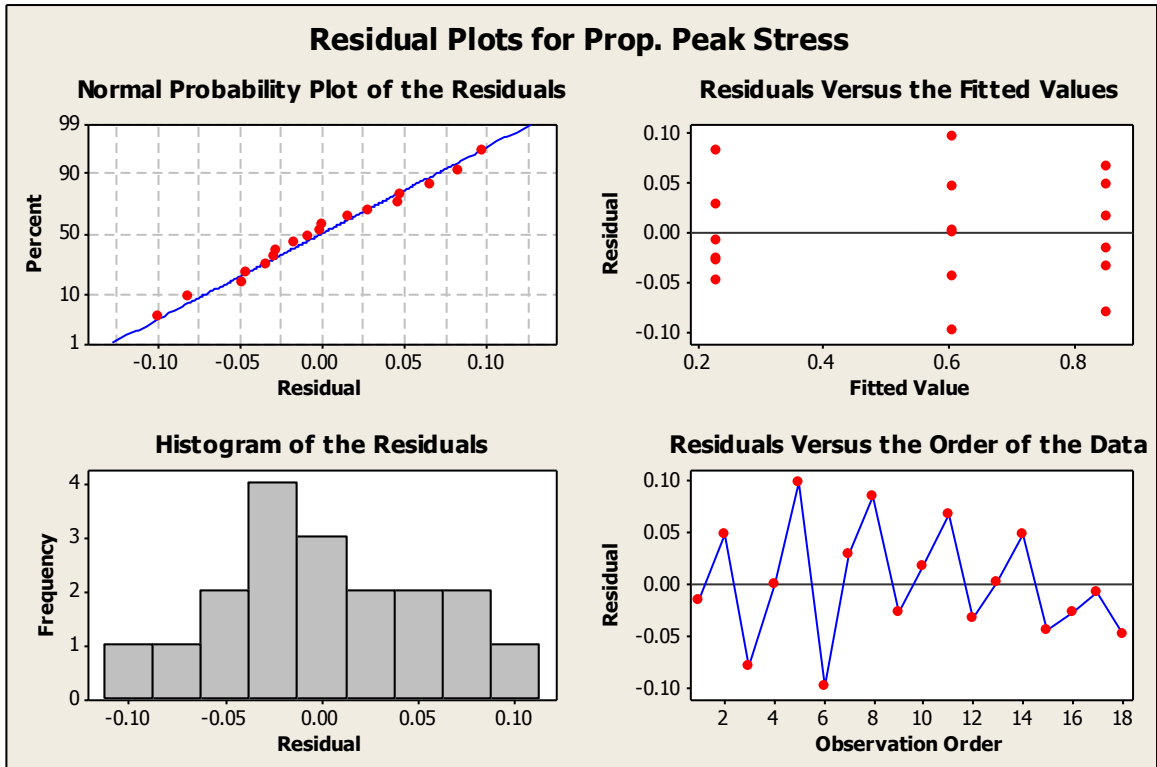 Residual Plots for Prop. Peak Stress
Normal Probability Plot of the Residuals
99
90
50
10
1
Percent
-0.10 -0.05 0.00 0.05 0.10
Residual
Residuals Versus the Fitted Values
0.10
0.05
0.00
-0.05
-0.10
Residual
0.2 0.4 0.6 0.8
Fitted Value
Histogram of the Residuals
4
3
2
1
0
Frequency
-0.10 -0.05 0.00 0.05 0.10
Residual
Residuals Versus the Order of the Data
0.10
0.05
0.00
-0.05
-0.10
Residual
2 4 6 8 10 12 14 16 18
Observation Order